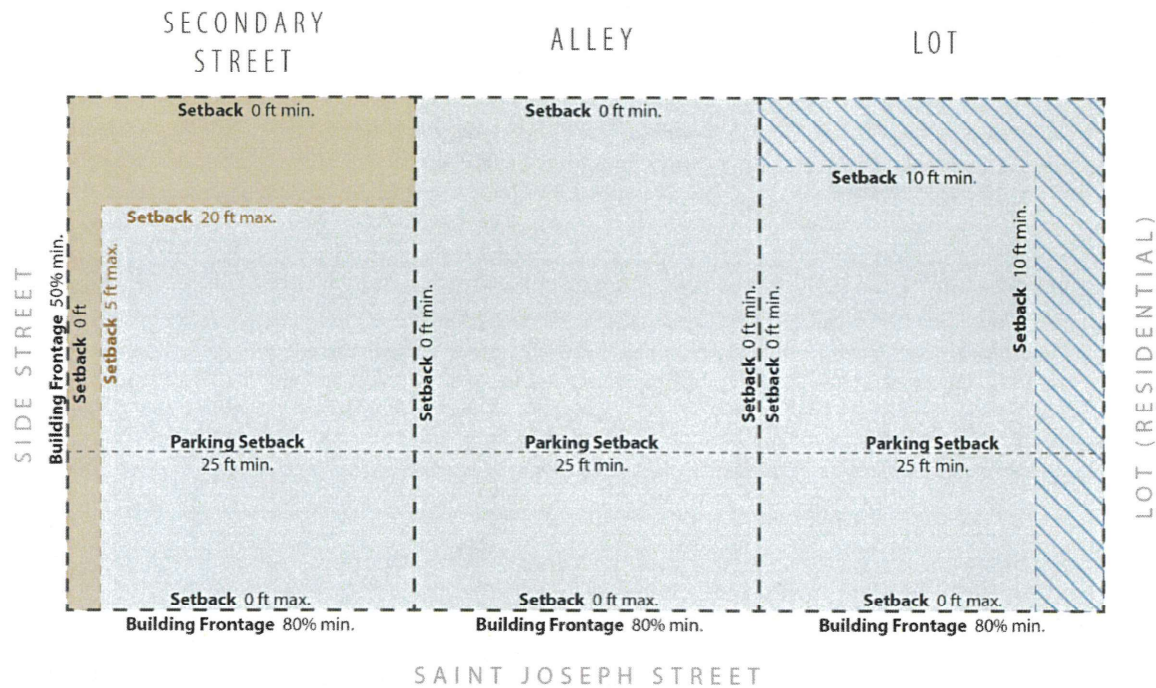 SECONDARY
STREET
ALLEY
LOT
Setback 0 ft min.
Setback 0 ft min.
Setback 10 ft min.
Setback 20 ft max.
SIDE STREET
Building Frontage 50% min.
Setback 0 ft
Setback 5 ft max.
Setback 0 ft min.
Setback 0 ft min.
Setback 0 ft min.
Setback 10 ft min.
LOT (RESIDENTIAL)
Parking Setback
25 ft min.
Parking Setback
25 ft min.
Parking Setback
25 ft min.
Setback 0 ft max.
Building Frontage 80% min.
Setback 0 ft max.
Building Frontage 80% min.
Setback 0 ft max.
Building Frontage 80% min.
SAINT JOSEPH STREET